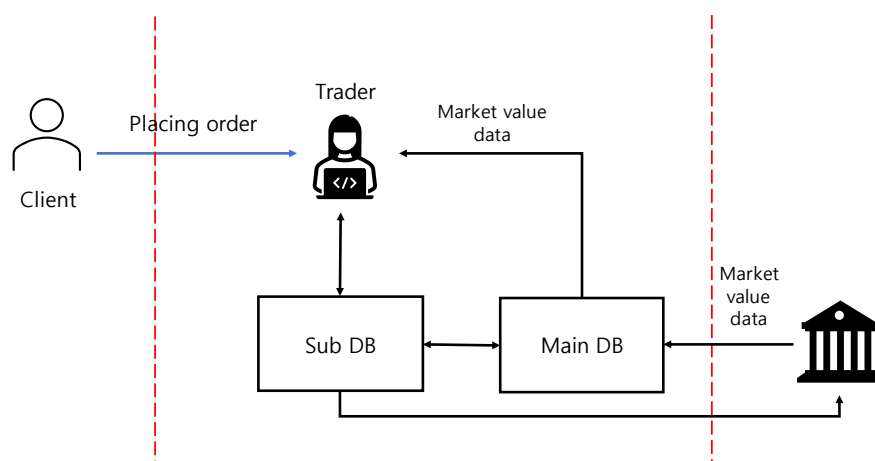 Trader
Market value
data
Placing order
</>
Client
Market
value
data
Sub DB
Main DB